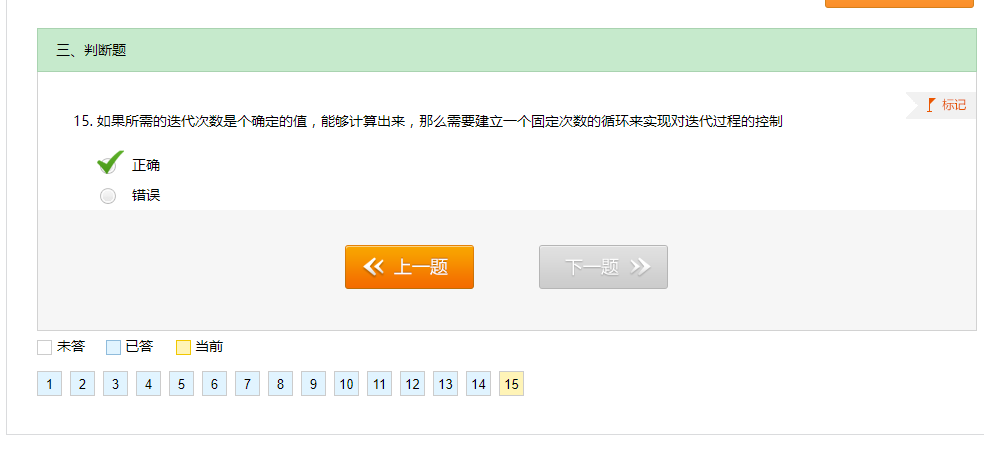 三、判断题
标记
15. 如果所需的迭代次数是个确定的值，能够计算出来，那么需要建立一个固定次数的循环来实现对迭代过程的控制
正确
错误
上一题 下一题
未答 已答 当前
1 2 3 4 5 6 7 8 9 10 11 12 13 14 15